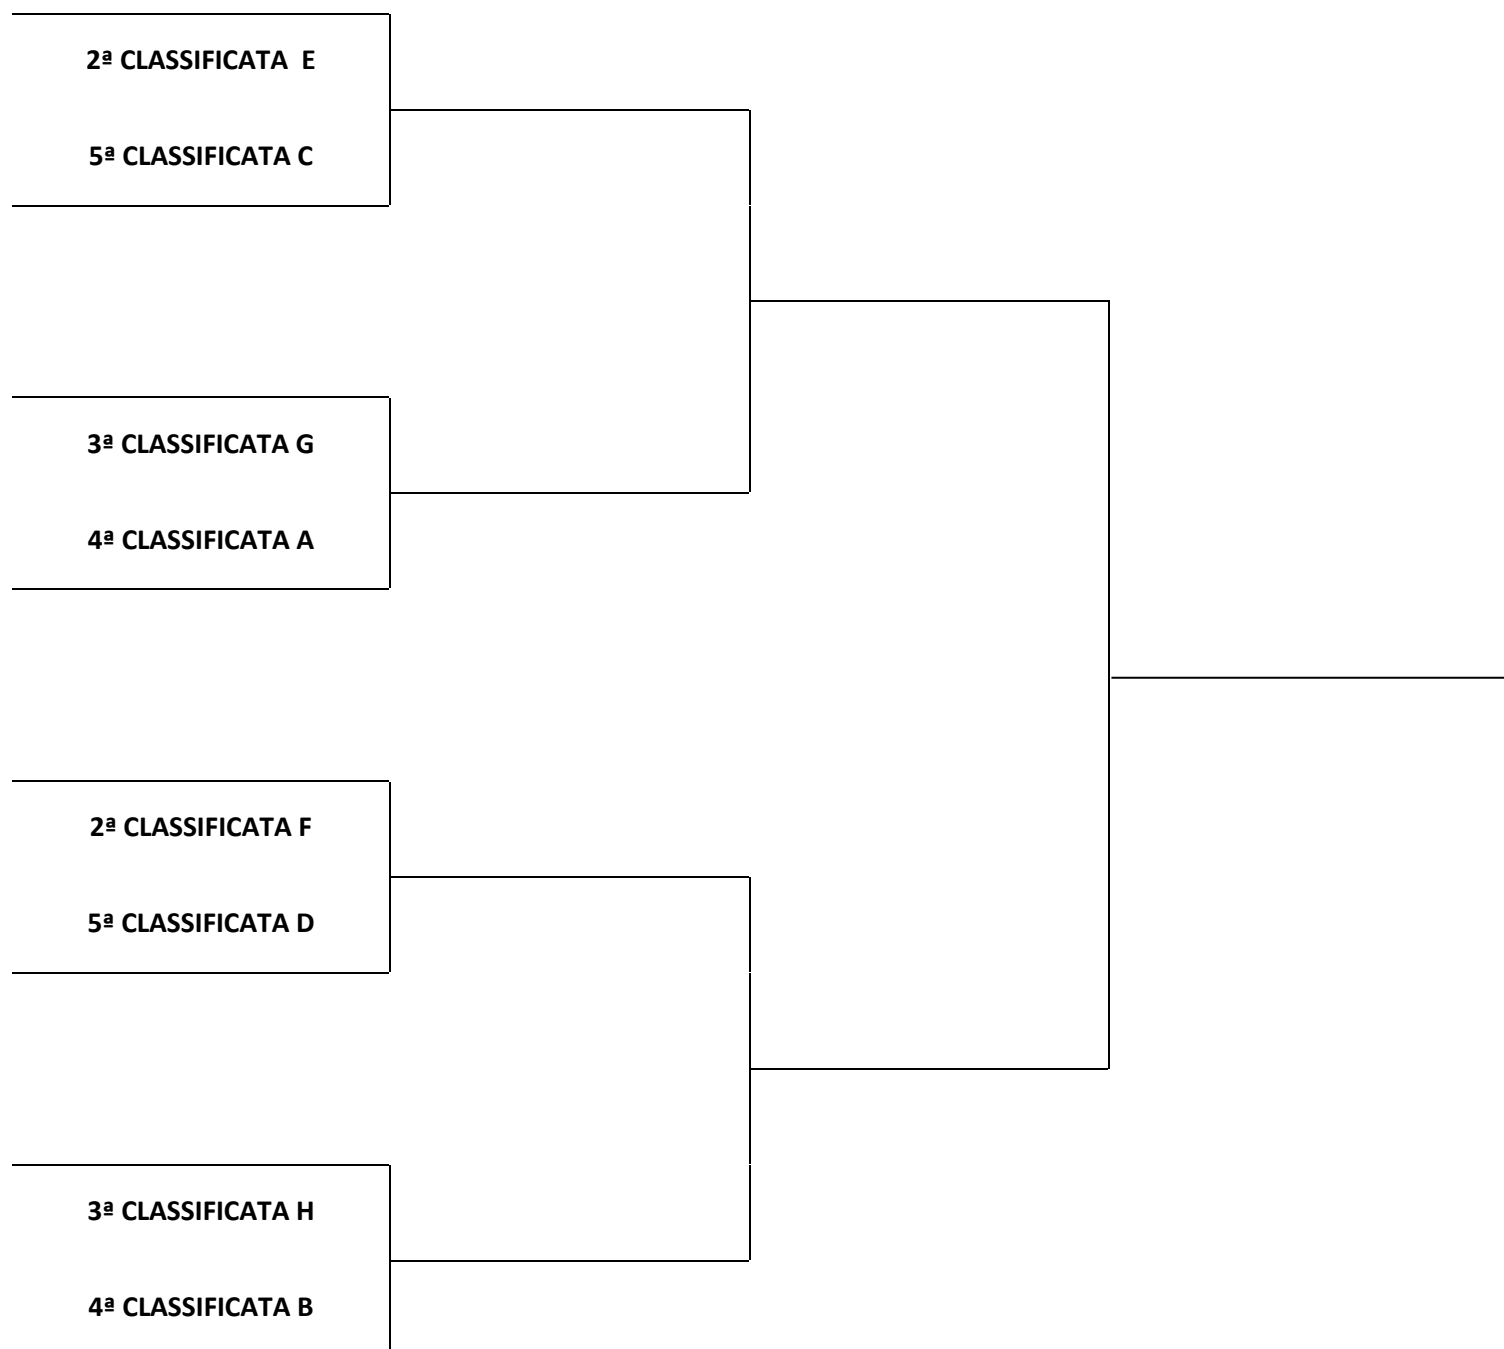 2ª CLASSIFICATA  E
5ª CLASSIFICATA C
3ª CLASSIFICATA G
4ª CLASSIFICATA A
2ª CLASSIFICATA F
5ª CLASSIFICATA D
3ª CLASSIFICATA H
4ª CLASSIFICATA B